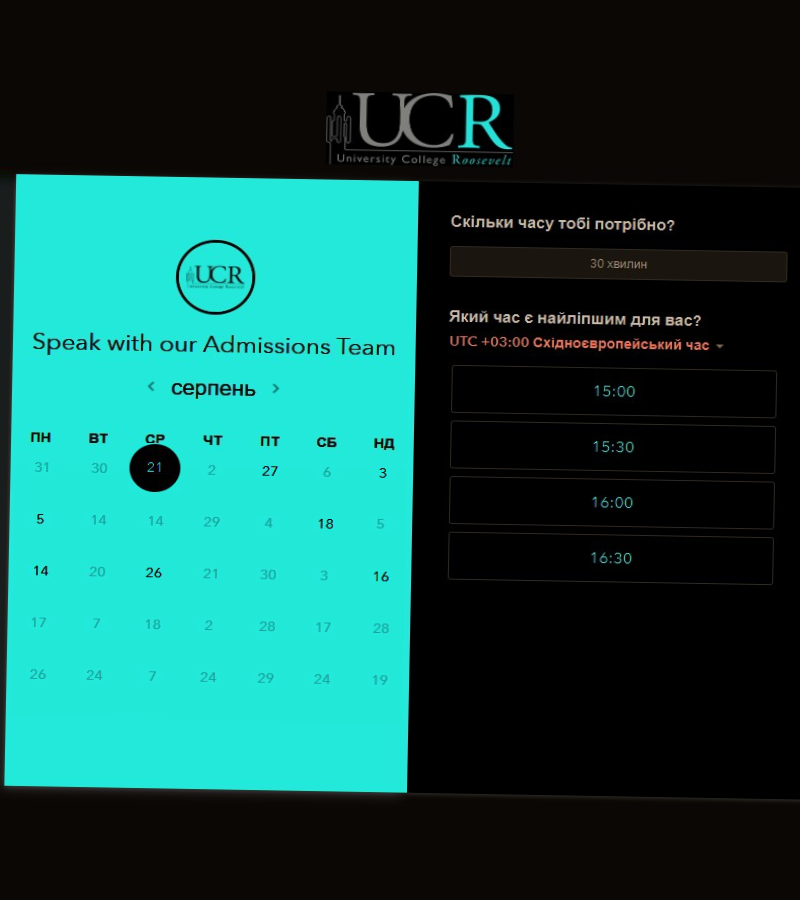 UCR
University College Roosevelt
UCR
Speak with our Admissions Team
серпень
ПН ВТ СР ЧТ ПТ СБ НД
31 30 21 2 27 6 3
5 14 14 29 4 18 5
14 20 26 21 30 3 16
17 7 18 2 28 17 28
26 24 7 24 29 24 19
Скільки часу тобі потрібно?
30 хвилин
Який час є найліпшим для вас?
UTC +03:00 Східноєвропейський час
15:00
15:30
16:00
16:30